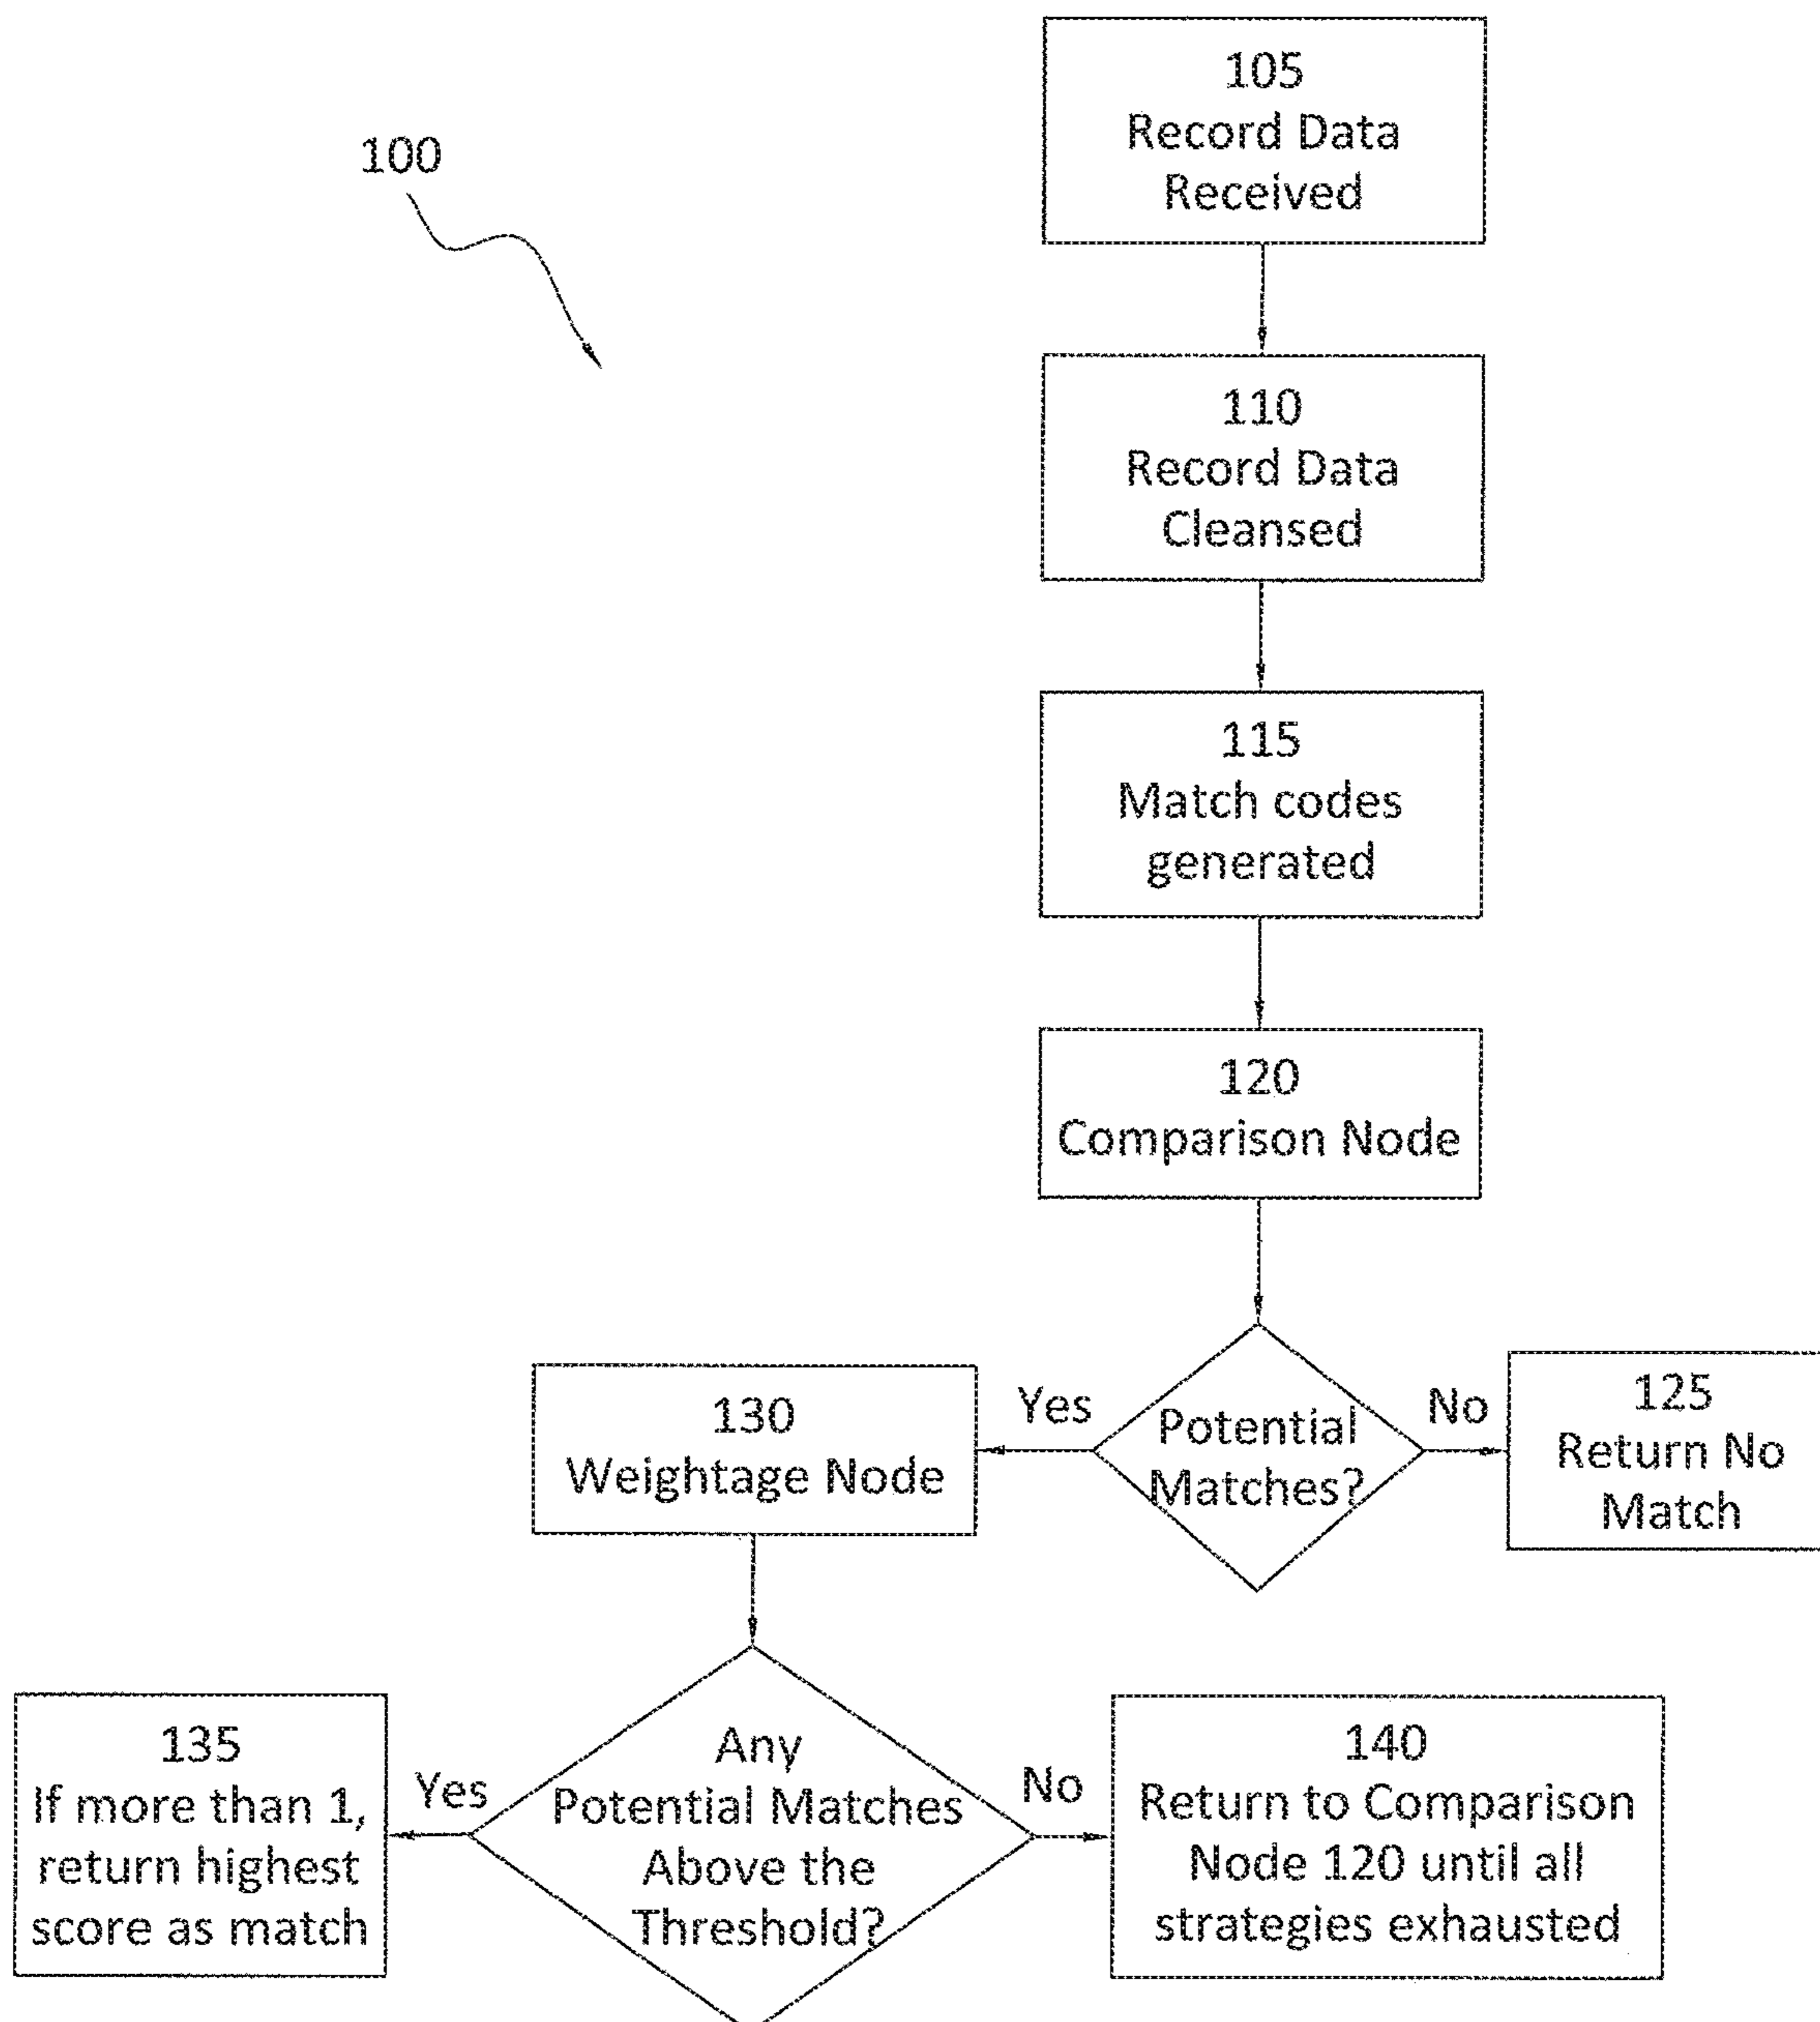 100
105
Record Data
Received
110
Record Data
Cleansed
115
Match codes
generated
120
Comparison Node
Potential
Matches?
Yes
No
130
Weightage Node
125
Return No
Match
Any
Potential Matches
Above the
Threshold?
Yes
No
135
If more than 1,
return highest
score as match
140
Return to Comparison
Node 120 until all
strategies exhausted